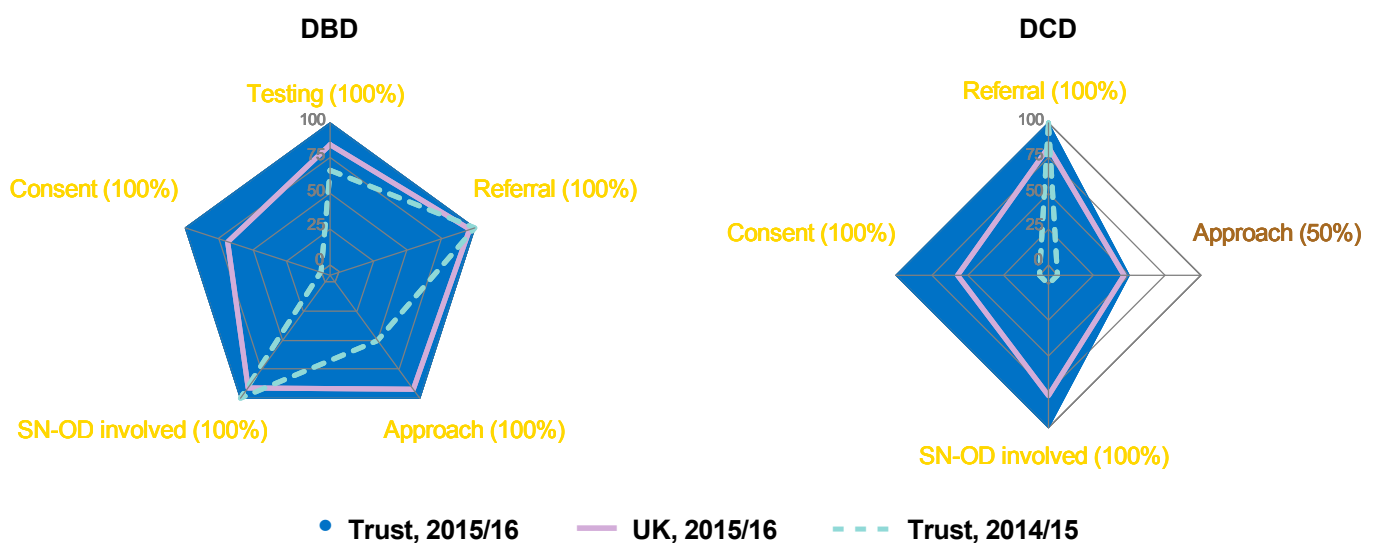 DBD
Testing (100%)
100
75
50
25
0
Consent (100%)
Referral (100%)
SN-OD involved (100%)
Approach (100%)
DCD
Referral (100%)
100
75
50
25
0
Consent (100%)
Approach (50%)
SN-OD involved (100%)
Trust, 2015/16
UK, 2015/16
Trust, 2014/15